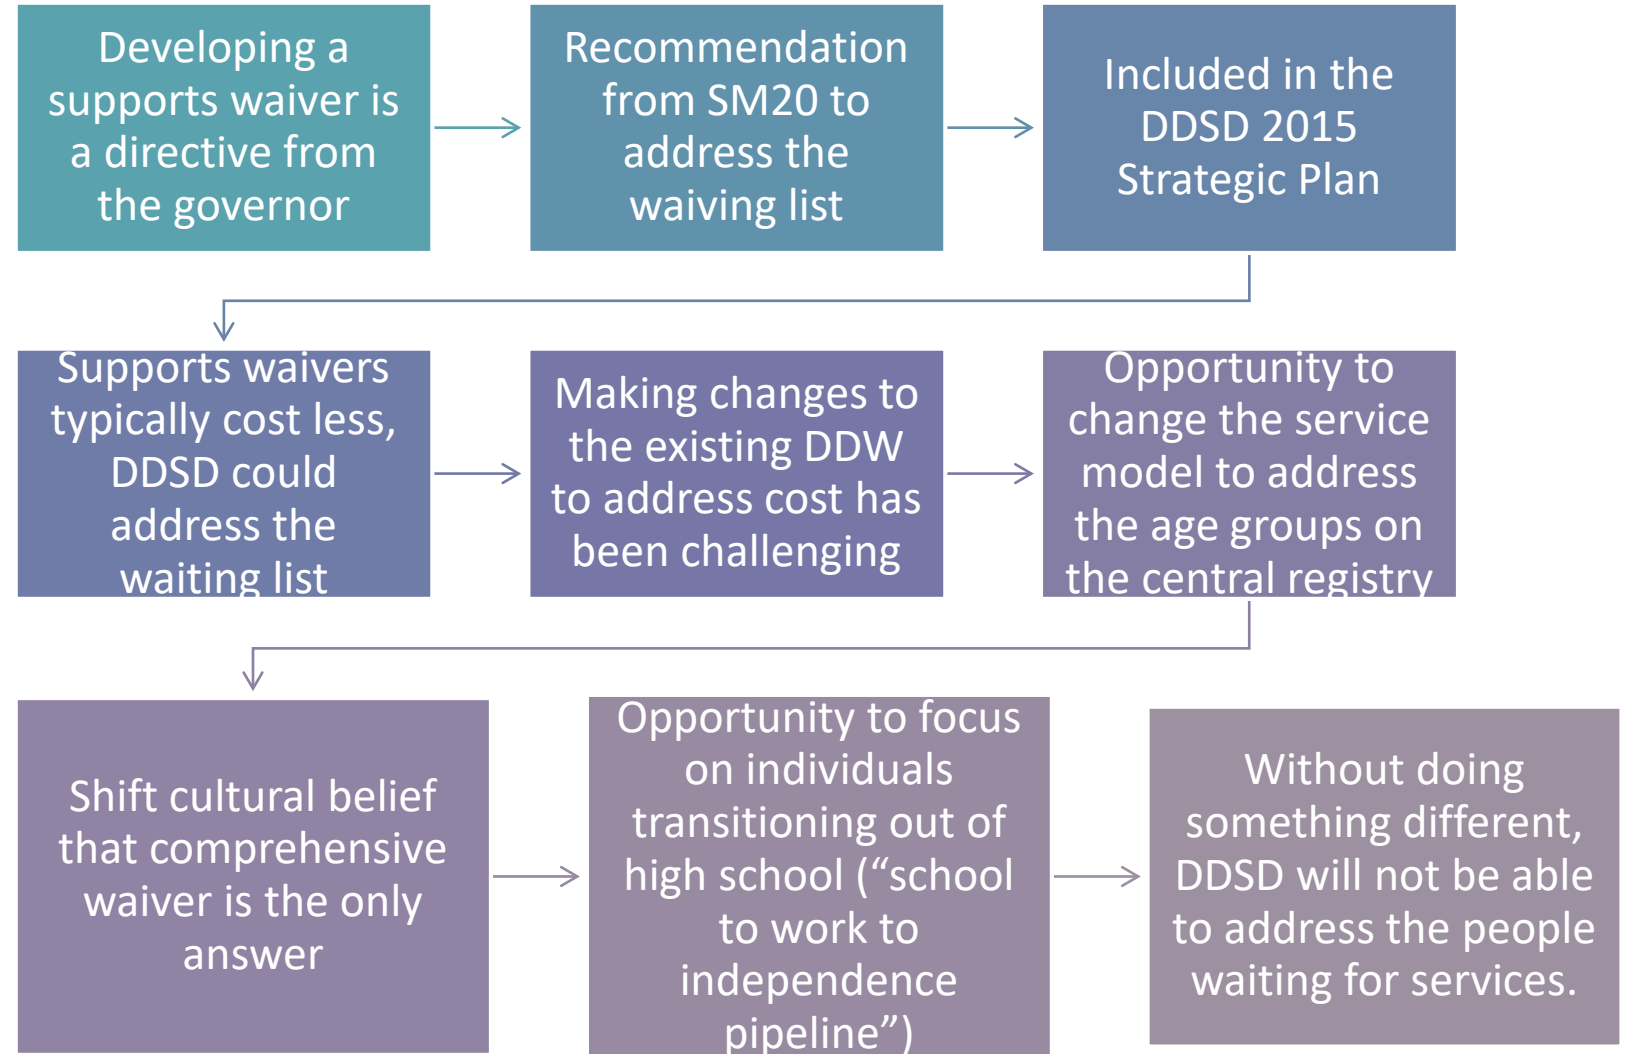 Developing a
supports waiver is
a directive from
the governor
Recommendation
from SM20 to
address the
waiving list
Included in the
DDSD 2015
Strategic Plan
Supports waivers
typically cost less,
DDSD could
address the
waiting list
Making changes to
the existing DDW
to address cost has
been challenging
Opportunity to
change the service
model to address
the age groups on
the central registry
Shift cultural belief
that comprehensive
waiver is the only
answer
Opportunity to focus
on individuals
transitioning out of
high school (“school
to work to
independence
pipeline”)
Without doing
something different,
DDSD will not be able
to address the people
waiting for services.